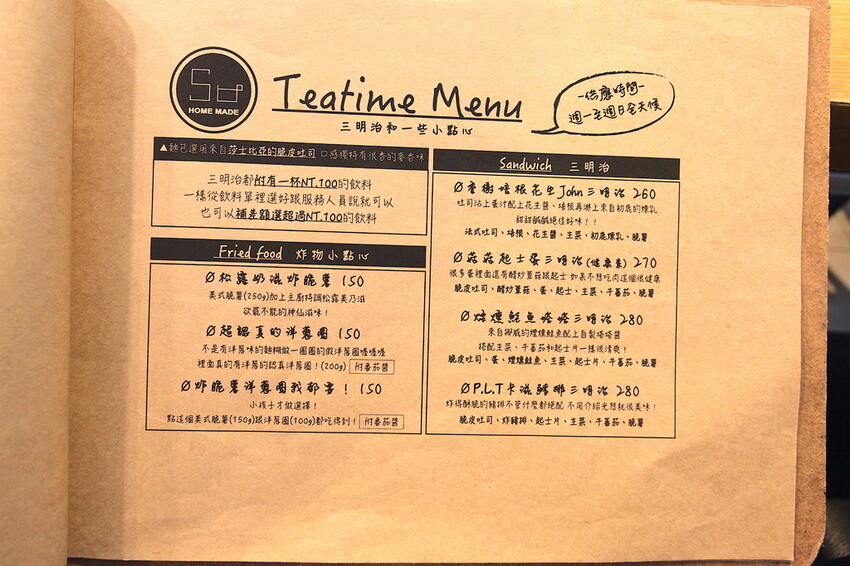 So
HOME MADE
Teatime Menu
三明治和一些小點心
-供應時間-
週一至週日全天候
▲麵包選用來自莎士比亞的脆皮吐司 口感獨特有很香的麥香味
三明治都附有一杯NT.100的飲料
一樣從飲料單裡選好跟服務人員說就可以
也可以補差額選超過NT.100的飲料
Fried food 炸物小點心
Ø松露奶滋炸脆薯 150
美式脆薯(250g)加上主廚特調松露美乃滋
欲罷不能的神仙滋味！
Ø超認真的洋蔥圈 150
不是有洋蔥味的麵糊做一圈圈的假洋蔥圈喔喔喔
裡面真的有洋蔥的認真洋蔥圈！(200g) 附番茄醬
Ø炸脆薯洋蔥圈我都要！150
小孩子才做選擇！
點這個美式脆薯(150g)跟洋蔥圈(100g)都吃得到！ 附番茄醬
Sandwich 三明治
Ø香榭培根花生John三明治 260
吐司沾上蛋汁配上花生醬、培根再淋上來自初鹿的煉乳
甜甜鹹鹹絕佳好味！！
法式吐司、培根、花生醬、生菜、初鹿煉乳、脆薯
Ø菇菇起士蛋三明治(健康素) 270
很多蛋裡面還有醋炒蕈菇跟起士 如果不想吃肉這個很健康
脆皮吐司、醋炒蕈菇、蛋、起士、生菜、牛番茄、脆薯
Ø煙燻鮭魚塔塔三明治 280
來自挪威的煙燻鮭魚配上自製塔塔醬
搭配生菜、牛番茄和起士片一樣很清爽！
脆皮吐司、蛋、煙燻鮭魚、生菜、起士片、牛番茄、脆薯
ØP.L.T卡滋豬排三明治 280
炸得酥脆的豬排不管什麼都絕配 不用介紹光想就很美味！
脆皮吐司、炸豬排、起士片、生菜、牛番茄、脆薯